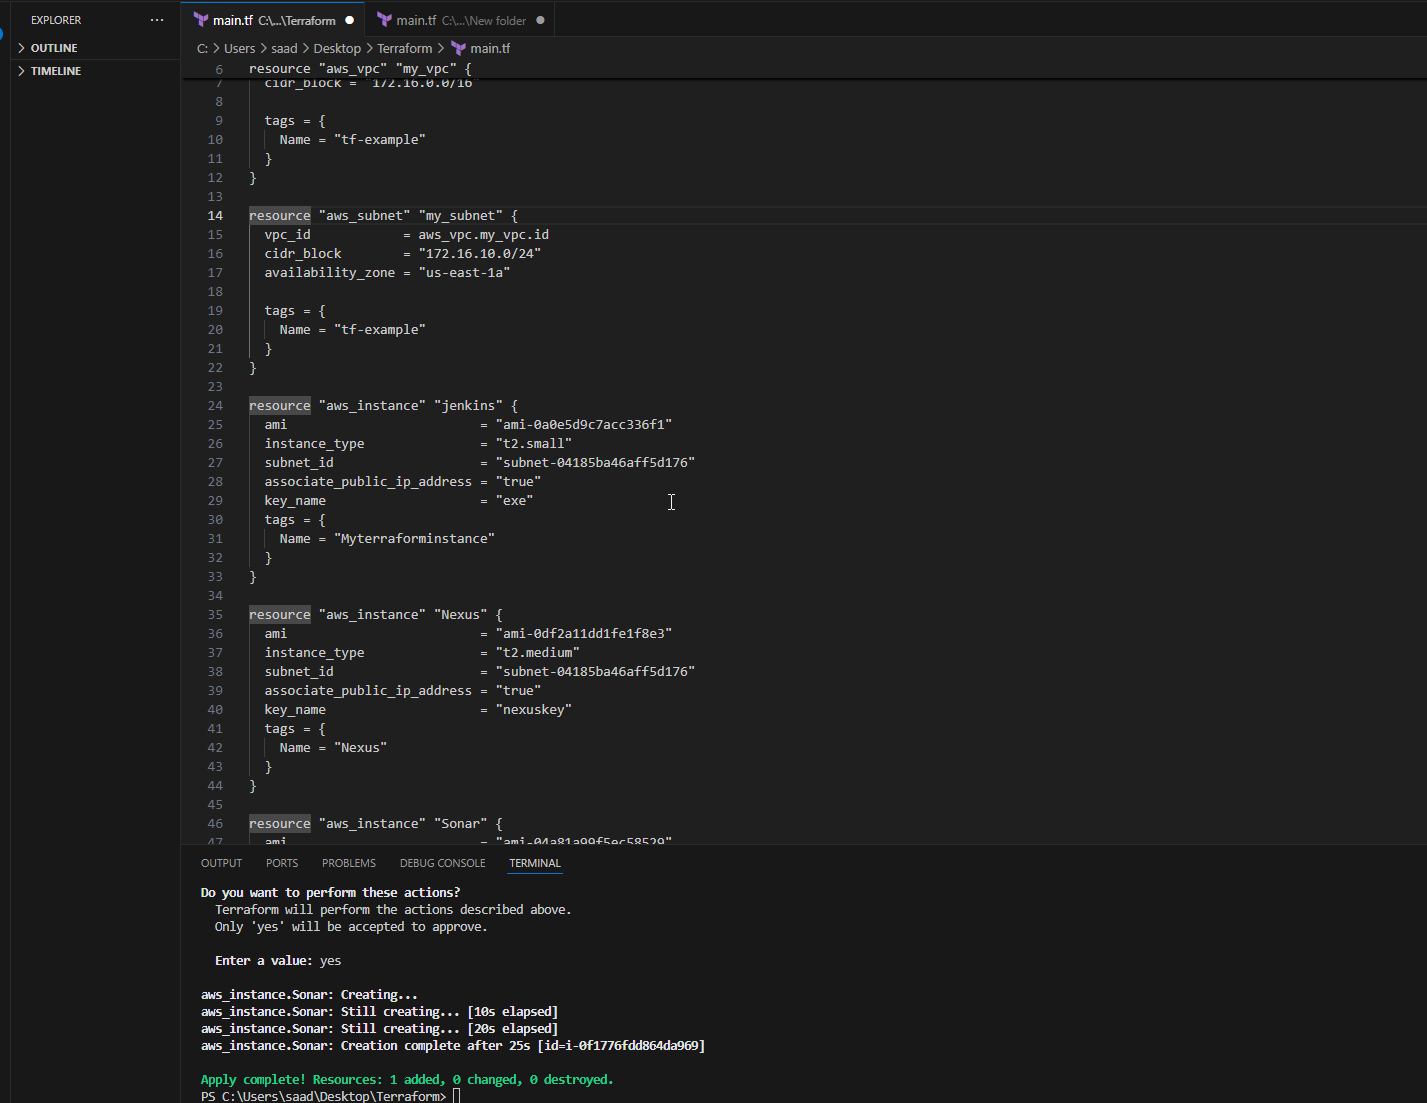 EXPLORER ...
OUTLINE
TIMELINE
main.tf C:\...\Terraform
main.tf C:\...\New folder
C: > Users > saad > Desktop > Terraform > main.tf
6 resource "aws_vpc" "my_vpc" {
7 cidr_block = "172.16.0.0/16"
8
9 tags = {
10 Name = "tf-example"
11 }
12 }
13
14 resource "aws_subnet" "my_subnet" {
15 vpc_id = aws_vpc.my_vpc.id
16 cidr_block = "172.16.10.0/24"
17 availability_zone = "us-east-1a"
18
19 tags = {
20 Name = "tf-example"
21 }
22 }
23
24 resource "aws_instance" "jenkins" {
25 ami = "ami-0a0e5d9c7acc336f1"
26 instance_type = "t2.small"
27 subnet_id = "subnet-04185ba46aff5d176"
28 associate_public_ip_address = "true"
29 key_name = "exe"
30 tags = {
31 Name = "Myterraforminstance"
32 }
33 }
34
35 resource "aws_instance" "Nexus" {
36 ami = "ami-0df2a11dd1fe1f8e3"
37 instance_type = "t2.medium"
38 subnet_id = "subnet-04185ba46aff5d176"
39 associate_public_ip_address = "true"
40 key_name = "nexuskey"
41 tags = {
42 Name = "Nexus"
43 }
44 }
45
46 resource "aws_instance" "Sonar" {
47 ami = "ami-04a81a99f5ec58529"
OUTPUT PORTS PROBLEMS DEBUG CONSOLE TERMINAL
Do you want to perform these actions?
Terraform will perform the actions described above.
Only 'yes' will be accepted to approve.
Enter a value: yes
aws_instance.Sonar: Creating...
aws_instance.Sonar: Still creating... [10s elapsed]
aws_instance.Sonar: Still creating... [20s elapsed]
aws_instance.Sonar: Creation complete after 25s [id=i-0f1776fdd864da969]
Apply complete! Resources: 1 added, 0 changed, 0 destroyed.
PS C:\Users\saad\Desktop\Terraform>